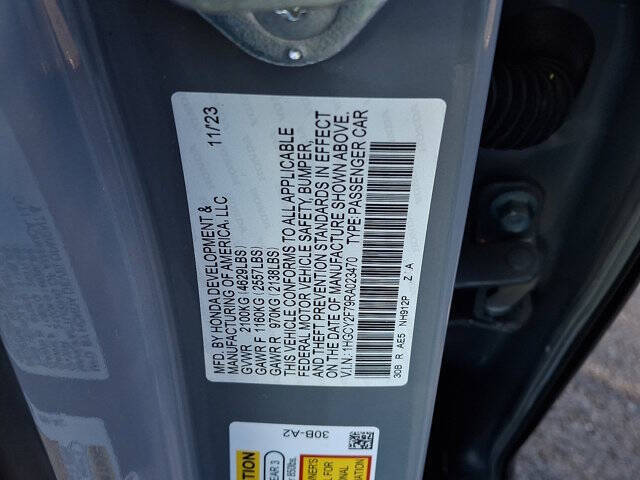 MFD. BY HONDA DEVELOPMENT & 11/23
MANUFACTURING OF AMERICA, LLC
GVWR 2100KG (4629LBS)
GAWR F 1160KG (2557LBS)
GAWR R 970KG (2138LBS)
THIS VEHICLE CONFORMS TO ALL APPLICABLE
FEDERAL MOTOR VEHICLE SAFETY, BUMPER,
AND THEFT PREVENTION STANDARDS IN EFFECT
ON THE DATE OF MANUFACTURE SHOWN ABOVE.
V.I.N.: 1HGCY2F79RA023470 TYPE: PASSENGER CAR
30B R AE5 NH912P Z A
30B-A2
EAR 3